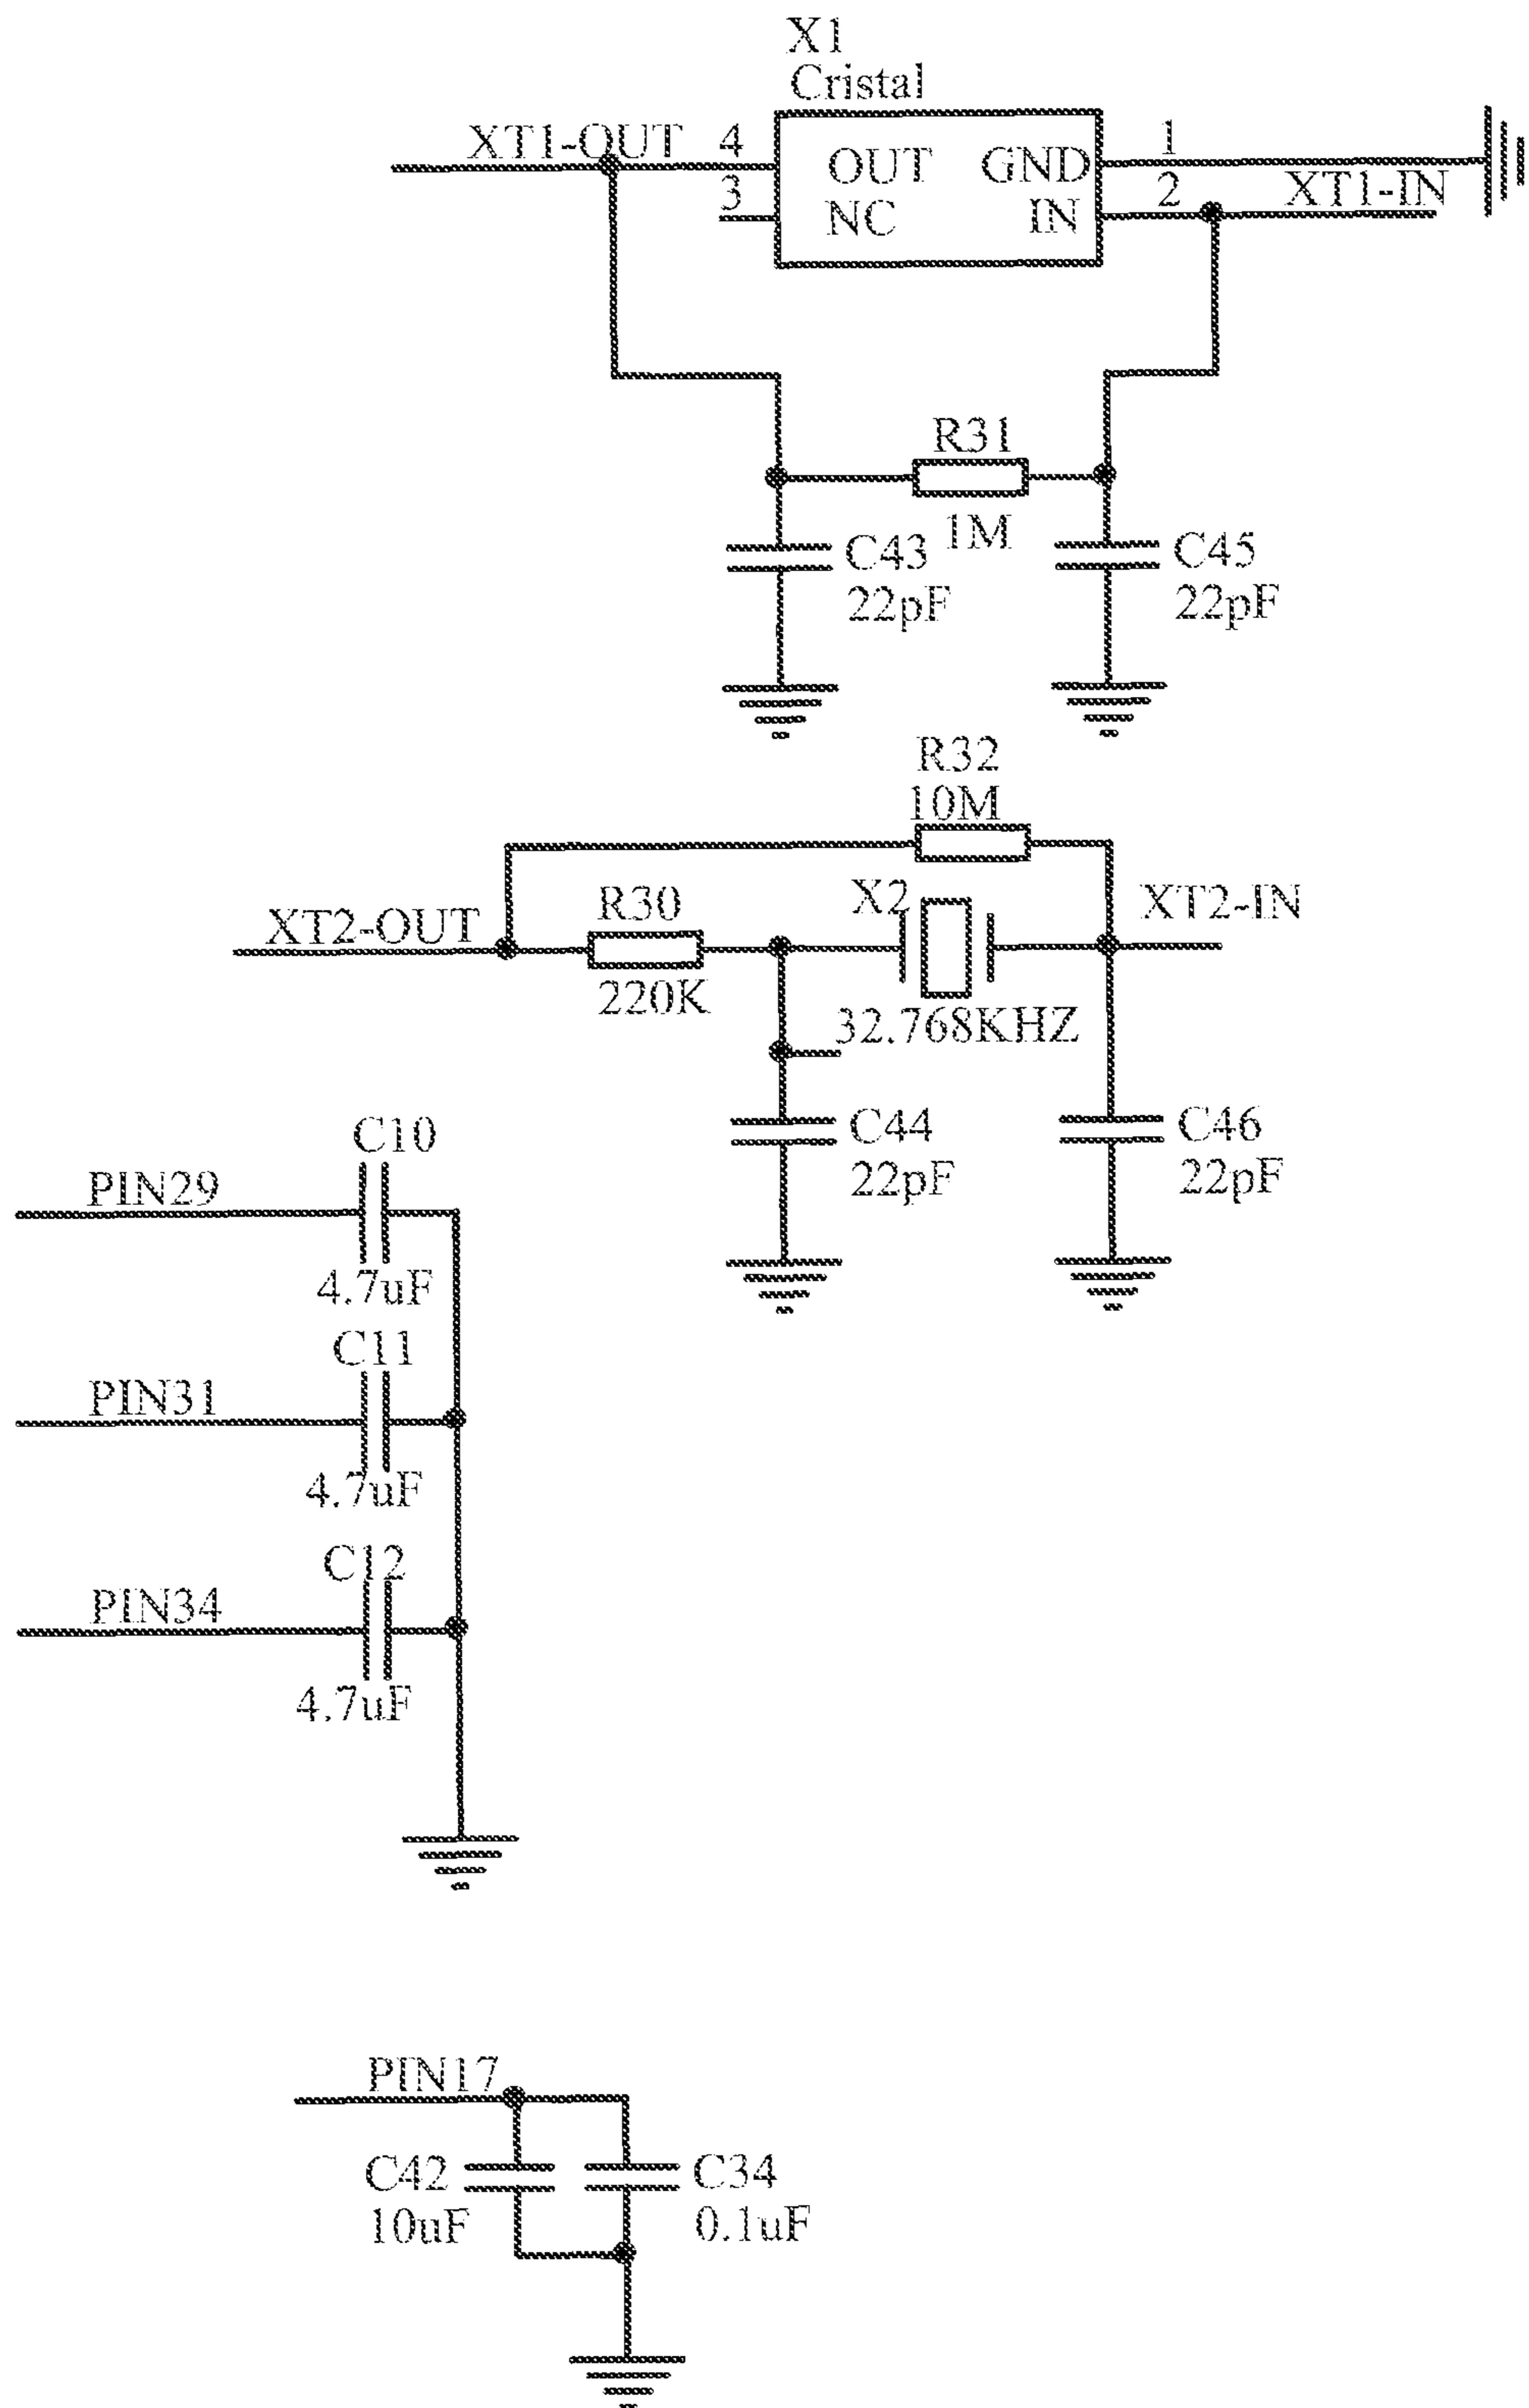 X1
Cristal
XT1-OUT
4
OUT
GND
1
3
NC
IN
2
XT1-IN
R31
1M
C43
22pF
C45
22pF
R32
10M
X2
XT2-IN
XT2-OUT
R30
220K
32.768KHZ
C44
22pF
C46
22pF
C10
PIN29
4.7uF
C11
PIN31
4.7uF
C12
PIN34
4.7uF
PIN17
C42
10uF
C34
0.1uF